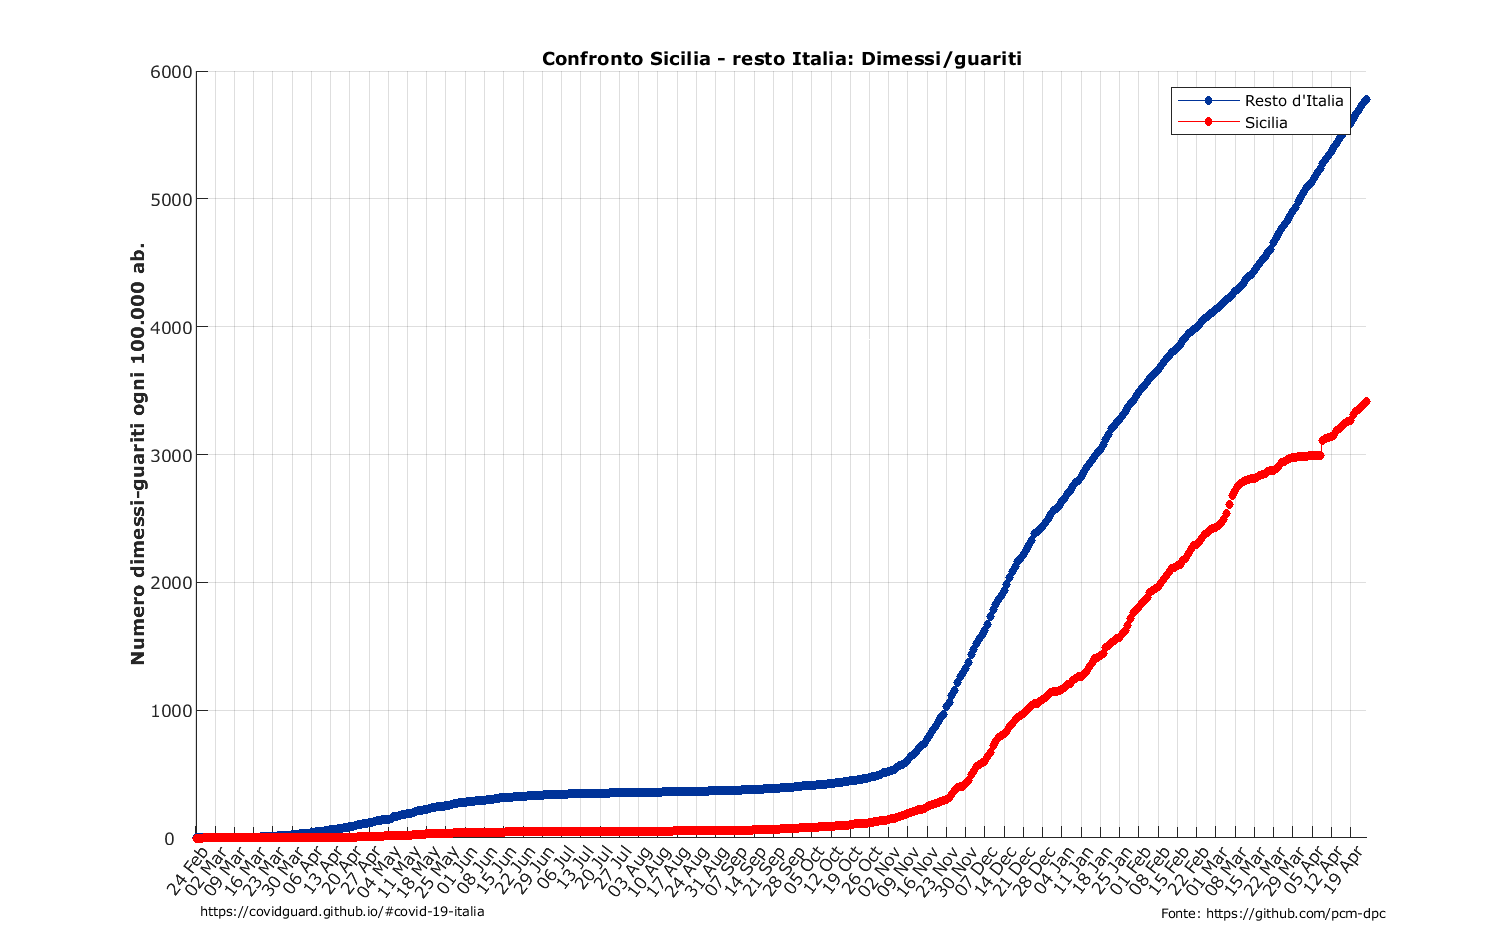 Confronto Sicilia - resto Italia: Dimessi/guariti
Numero dimessi-guariti ogni 100.000 ab.
6000
5000
4000
3000
2000
1000
0
Resto d'Italia
Sicilia
24 Feb
02 Mar
09 Mar
16 Mar
23 Mar
30 Mar
06 Apr
13 Apr
20 Apr
27 Apr
04 May
11 May
18 May
25 May
01 Jun
08 Jun
15 Jun
22 Jun
29 Jun
06 Jul
13 Jul
20 Jul
27 Jul
03 Aug
10 Aug
17 Aug
24 Aug
31 Aug
07 Sep
14 Sep
21 Sep
28 Sep
05 Oct
12 Oct
19 Oct
26 Oct
02 Nov
09 Nov
16 Nov
23 Nov
30 Nov
07 Dec
14 Dec
21 Dec
28 Dec
04 Jan
11 Jan
18 Jan
25 Jan
01 Feb
08 Feb
15 Feb
22 Feb
01 Mar
08 Mar
15 Mar
22 Mar
29 Mar
05 Apr
12 Apr
19 Apr
https://covidguard.github.io/#covid-19-italia
Fonte: https://github.com/pcm-dpc